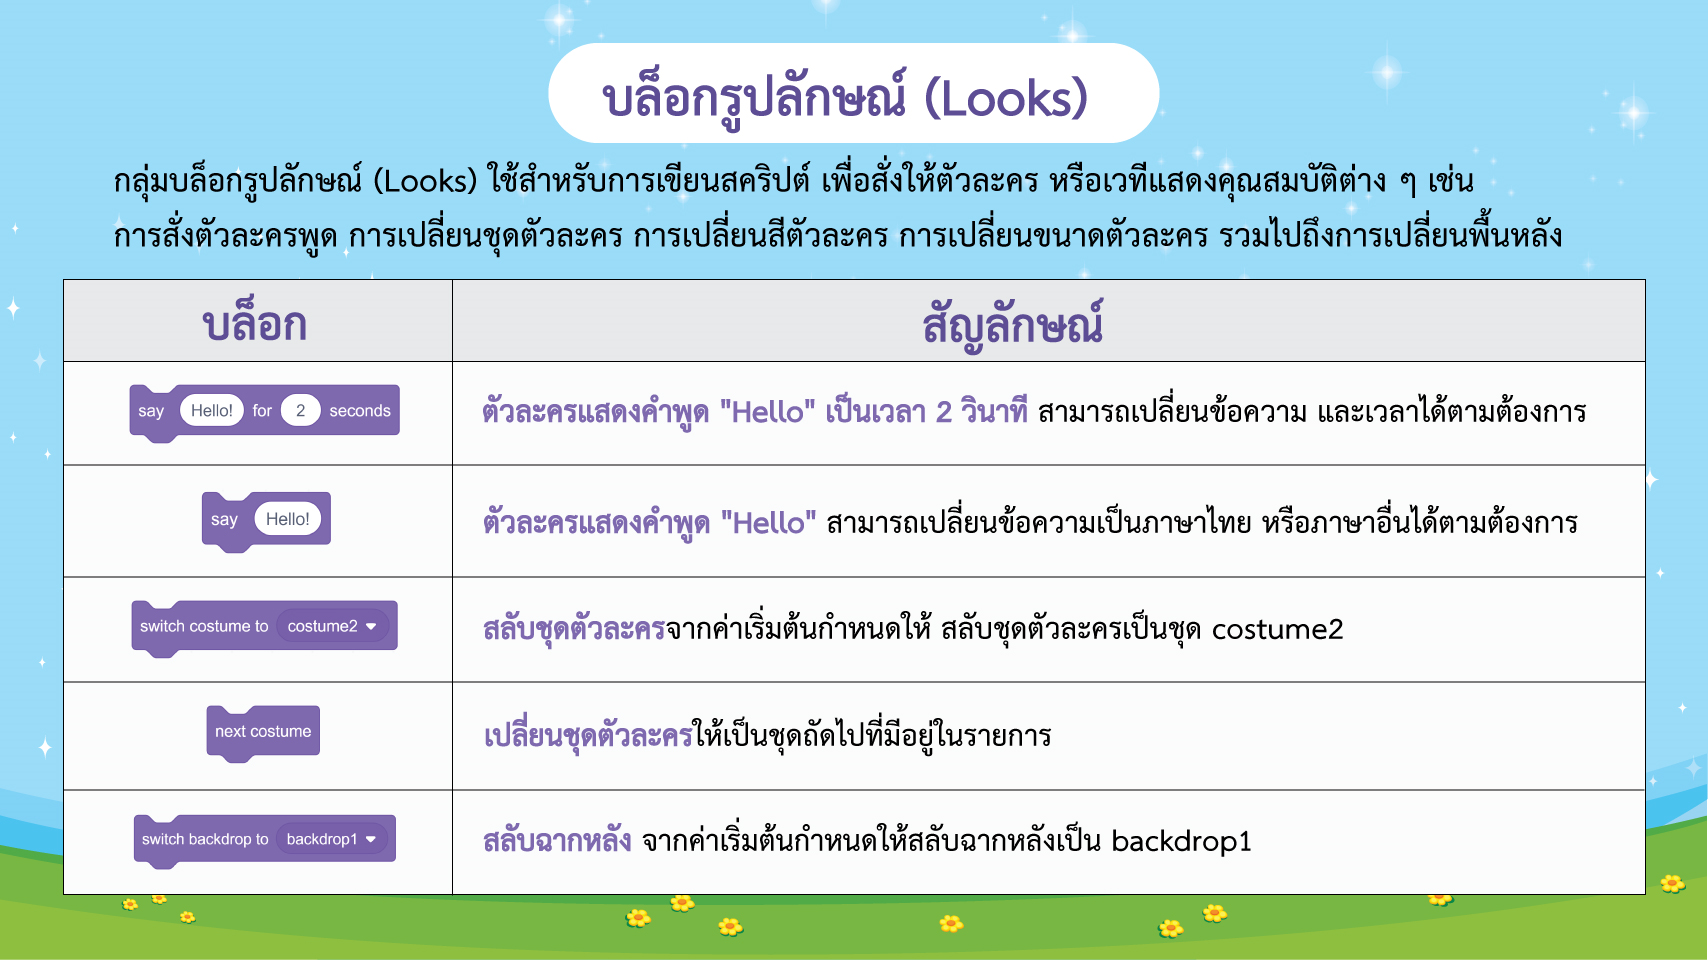 บล็อกรูปลักษณ์ (Looks)
กลุ่มบล็อกรูปลักษณ์ (Looks) ใช้สำหรับการเขียนสคริปต์ เพื่อสั่งให้ตัวละคร หรือเวทีแสดงคุณสมบัติต่าง ๆ เช่น
การสั่งตัวละครพูด การเปลี่ยนชุดตัวละคร การเปลี่ยนสีตัวละคร การเปลี่ยนขนาดตัวละคร รวมไปถึงการเปลี่ยนพื้นหลัง
บล็อก สัญลักษณ์
say Hello! for 2 seconds ตัวละครแสดงคำพูด "Hello" เป็นเวลา 2 วินาที สามารถเปลี่ยนข้อความ และเวลาได้ตามต้องการ
say Hello! ตัวละครแสดงคำพูด "Hello" สามารถเปลี่ยนข้อความเป็นภาษาไทย หรือภาษาอื่นได้ตามต้องการ
switch costume to costume2 สลับชุดตัวละครจากค่าเริ่มต้นกำหนดให้ สลับชุดตัวละครเป็นชุด costume2
next costume เปลี่ยนชุดตัวละครให้เป็นชุดถัดไปที่มีอยู่ในรายการ
switch backdrop to backdrop1 สลับฉากหลัง จากค่าเริ่มต้นกำหนดให้สลับฉากหลังเป็น backdrop1